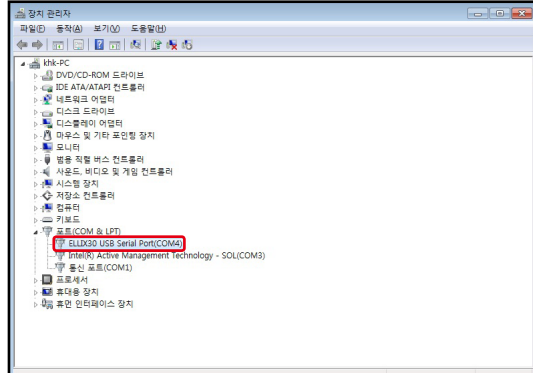 장치 관리자
파일(F) 동작(A) 보기(V) 도움말(H)
khk-PC
DVD/CD-ROM 드라이브
IDE ATA/ATAPI 컨트롤러
네트워크 어댑터
디스크 드라이브
디스플레이 어댑터
마우스 및 기타 포인팅 장치
모니터
범용 직렬 버스 컨트롤러
사운드, 비디오 및 게임 컨트롤러
시스템 장치
저장소 컨트롤러
컴퓨터
키보드
포트(COM & LPT)
ELLIX30 USB Serial Port(COM4)
Intel(R) Active Management Technology - SOL(COM3)
통신 포트(COM1)
프로세서
휴대용 장치
휴먼 인터페이스 장치